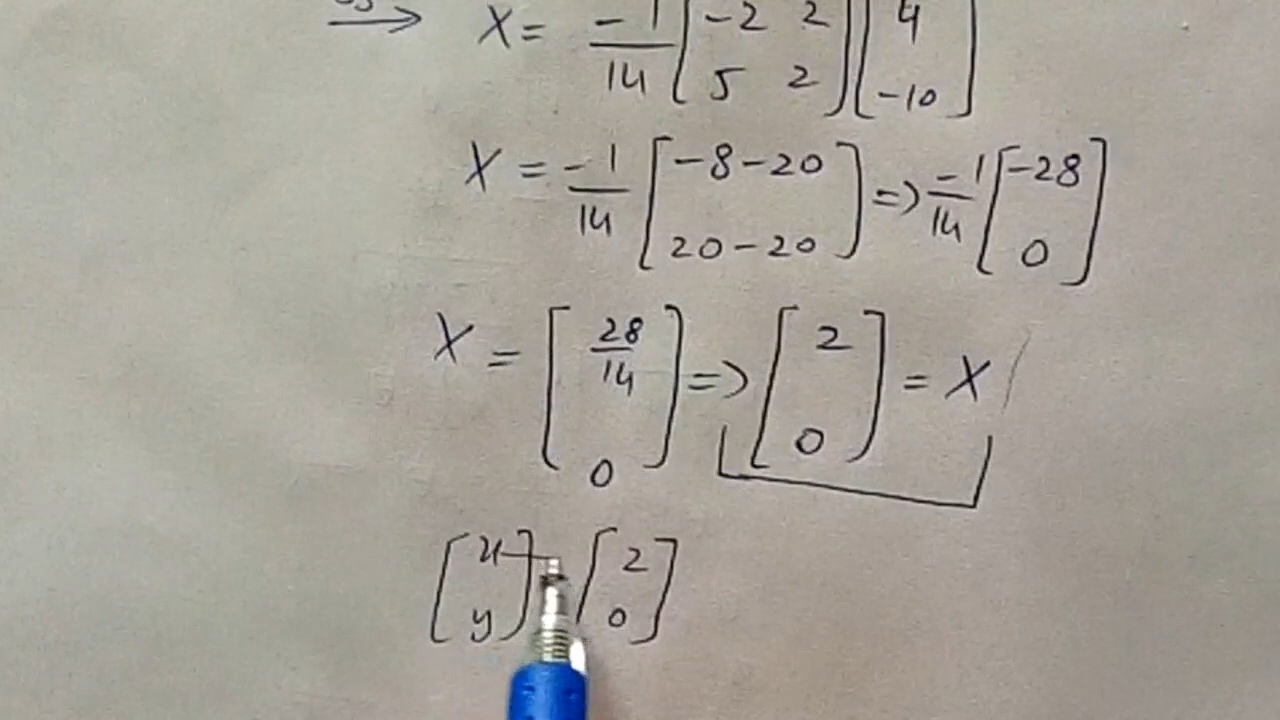 X = -1/14 [-2 2; 5 2] [4; -10]
X = -1/14 [-8-20; 20-20] => -1/14 [-28; 0]
X = [28/14; 0] => [2; 0] = X
[x; y] = [2; 0]